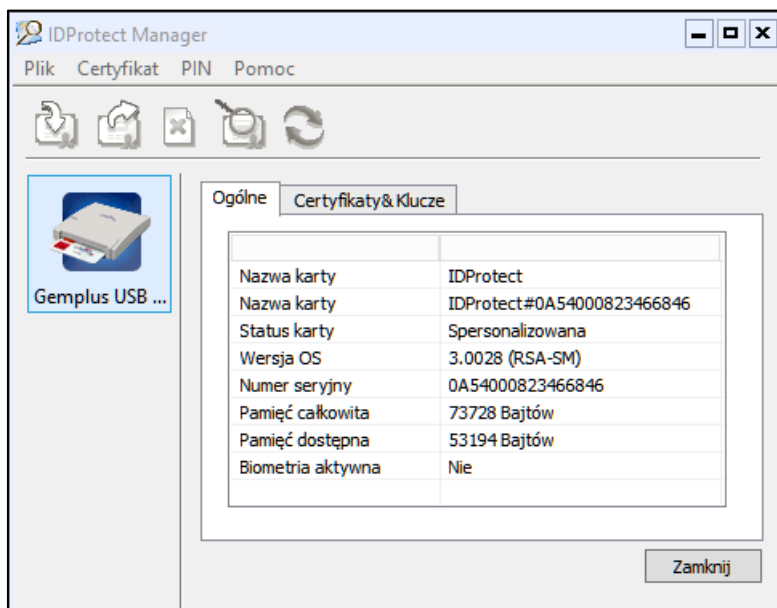 IDProtect Manager
Plik Certyfikat PIN Pomoc
Gemplus USB ...
Ogólne Certyfikaty& Klucze
Nazwa karty IDProtect
Nazwa karty IDProtect#0A54000823466846
Status karty Spersonalizowana
Wersja OS 3.0028 (RSA-SM)
Numer seryjny 0A54000823466846
Pamięć całkowita 73728 Bajtów
Pamięć dostępna 53194 Bajtów
Biometria aktywna Nie
Zamknij